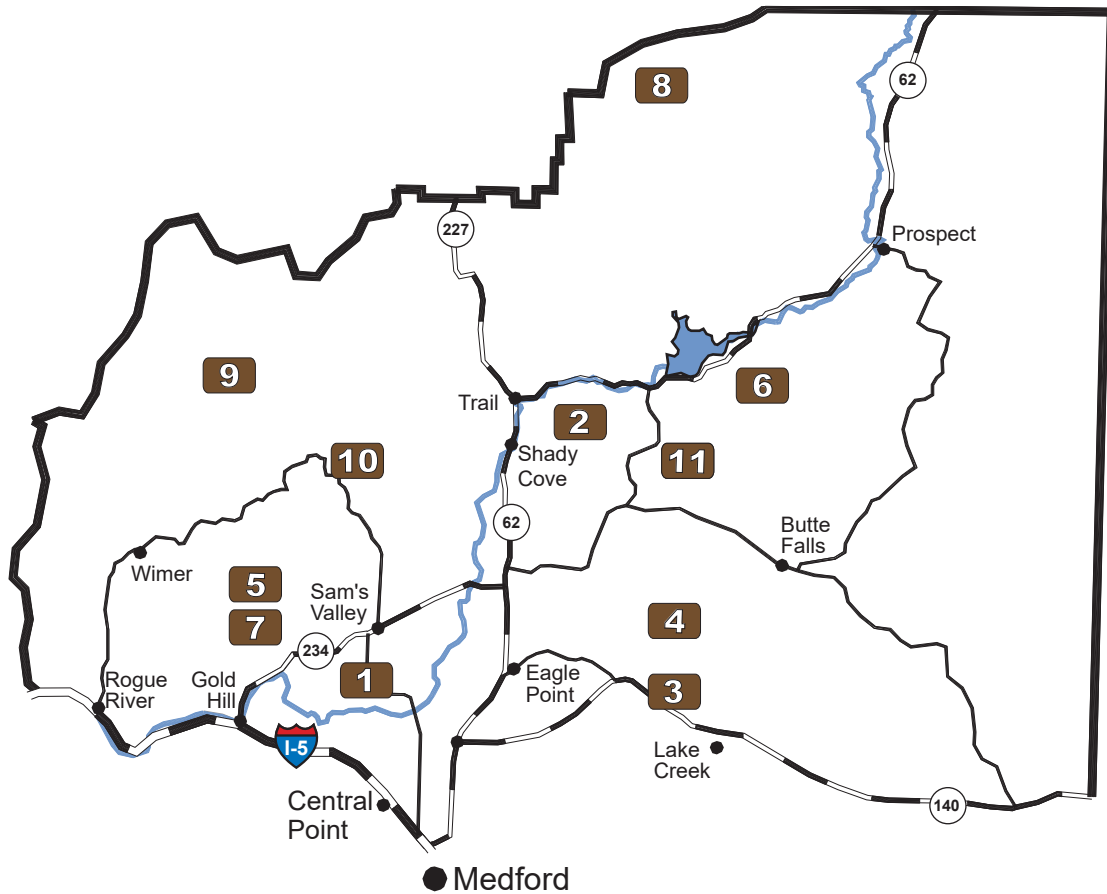 8
62
227
Prospect
9
6
Trail
2
Shady
Cove
10
11
62
Butte
Falls
Wimer
5
Sam's
Valley
4
7
234
Rogue
River
Gold
Hill
1
Eagle
Point
3
I-5
Lake
Creek
Central
Point
140
Medford